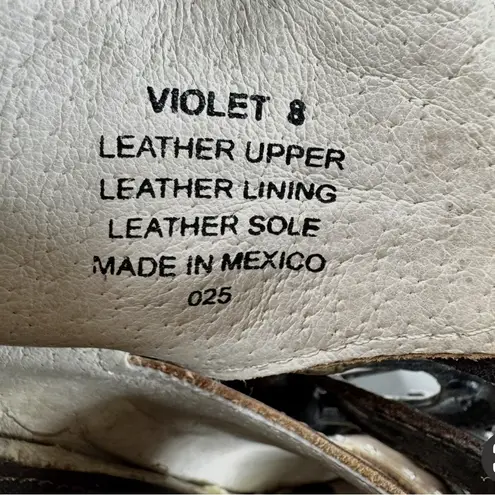 VIOLET 8
LEATHER UPPER
LEATHER LINING
LEATHER SOLE
MADE IN MEXICO
025